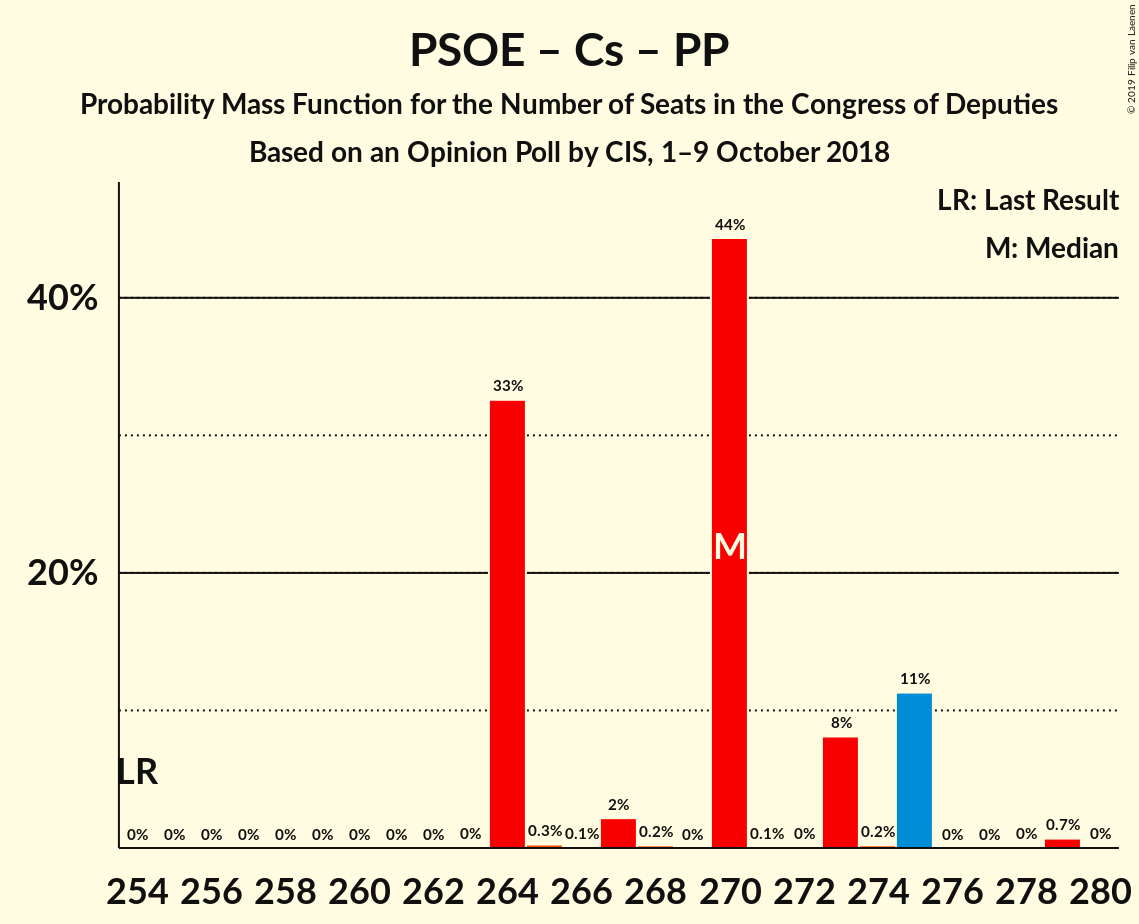 PSOE – Cs – PP
Probability Mass Function for the Number of Seats in the Congress of Deputies
Based on an Opinion Poll by CIS, 1–9 October 2018
© 2019 Filip van Laenen
LR: Last Result
M: Median
40%
20%
LR
M
0% 0% 0% 0% 0% 0% 0% 0% 0% 0% 33% 0.3% 0.1% 2% 0.2% 0% 44% 0.1% 0% 8% 0.2% 11% 0% 0% 0% 0.7% 0%
254 256 258 260 262 264 266 268 270 272 274 276 278 280